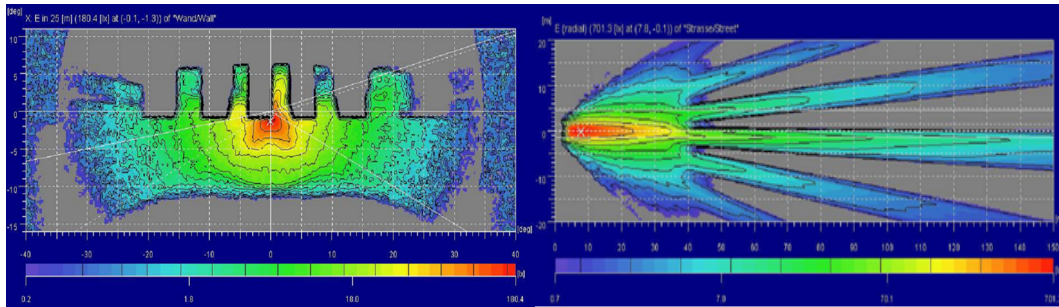 [deg]
X: E in 25 [m] (180.4 [lx] at (-0.1, -1.3)) of "Wand/Wall"
10
5
0
-5
-10
-15
-40 -30 -20 -10 0 10 20 30 40
[deg]
[lx]
0.2 1.8 18.0 180.4
[m]
E (radial) (701.3 [lx] at (7.8, -0.1)) of "Strasse/Street"
20
10
0
-10
-20
0 10 20 30 40 50 60 70 80 90 100 110 120 130 140 150
0.7 7.0 70.1